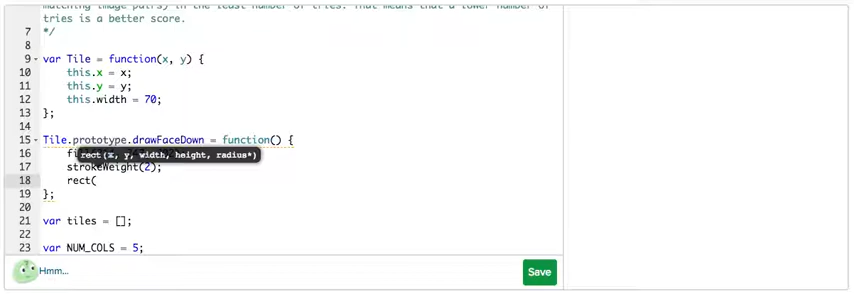 matching image pairs) in the least number of tries. That means that a lower number of
tries is a better score.
7 */
8
9 var Tile = function(x, y) {
10 this.x = x;
11 this.y = y;
12 this.width = 70;
13 };
14
15 Tile.prototype.drawFaceDown = function() {
rect(x, y, width, height, radius*)
16
17 strokeWeight(2);
18 rect(
19 };
20
21 var tiles = [];
22
23 var NUM_COLS = 5;
Hmm...
Save